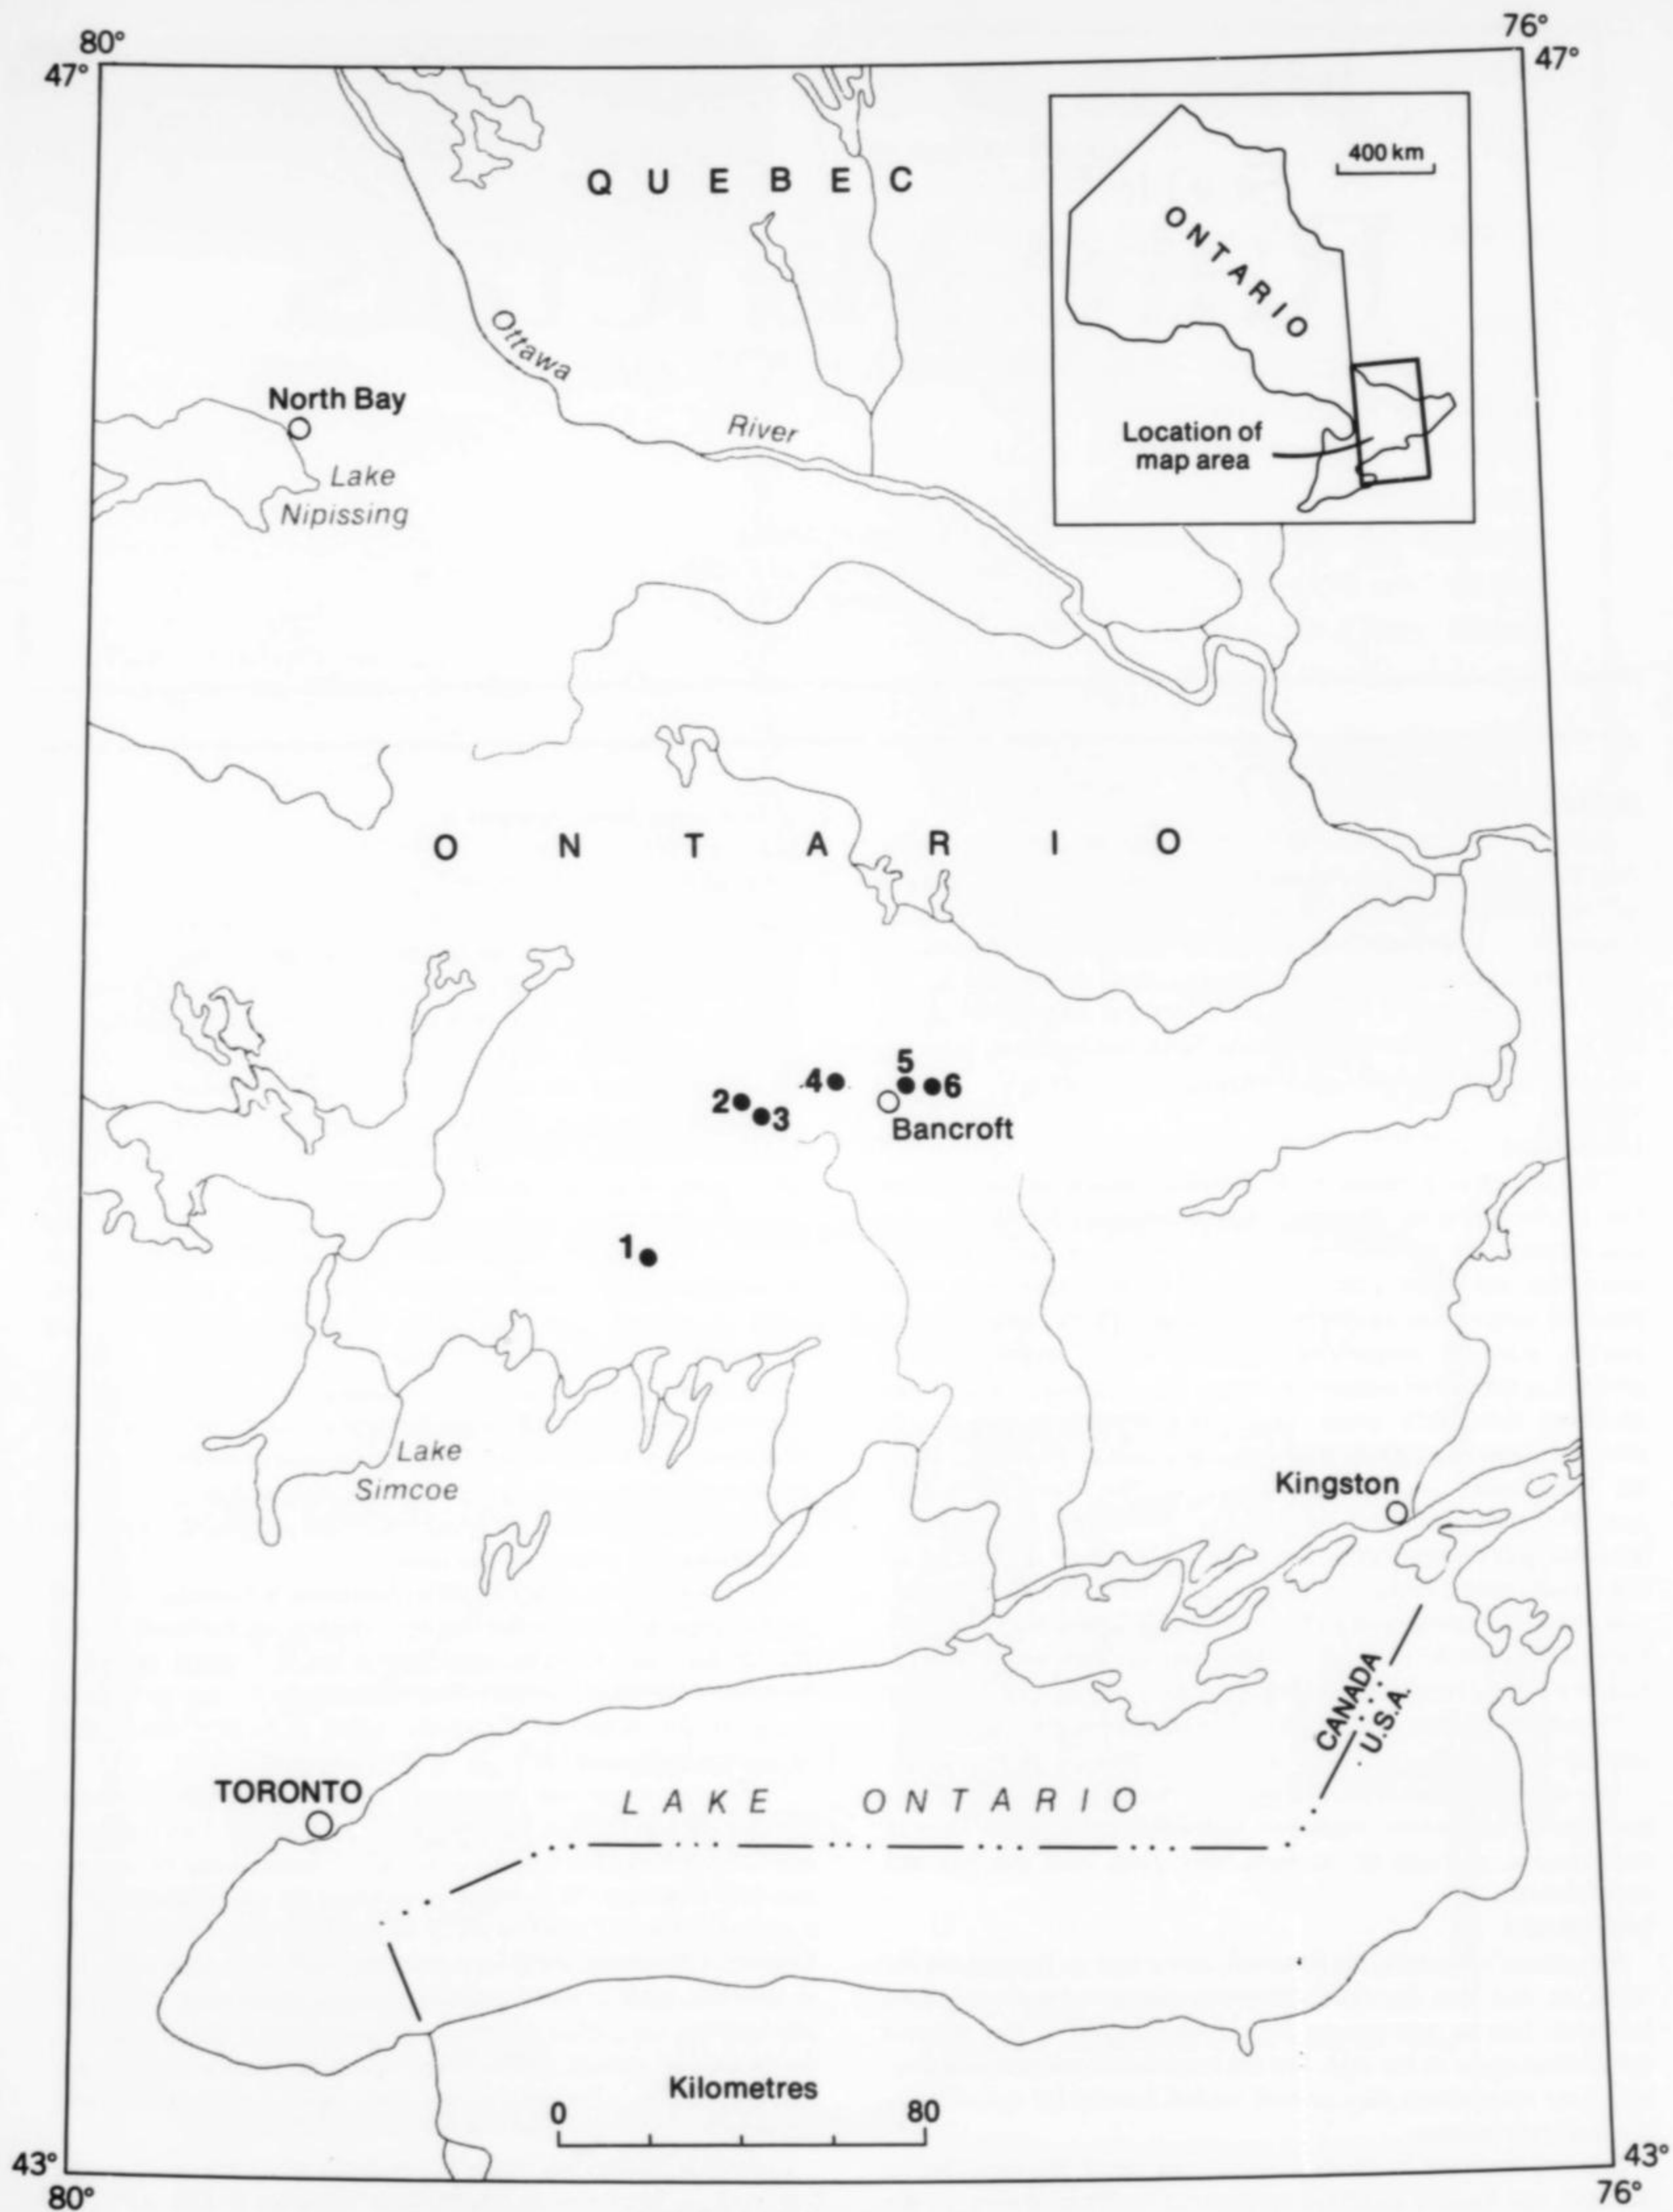 80°
76°
47°
47°
QUEBEC
400 km
ONTARIO
Location of
map area
Ottawa
River
North Bay
Lake
Nipissing
ONTARIO
2
3
4
5
6
Bancroft
1
Lake
Simcoe
Kingston
CANADA
U.S.A.
TORONTO
LAKE ONTARIO
Kilometres
0
80
43°
43°
80°
76°